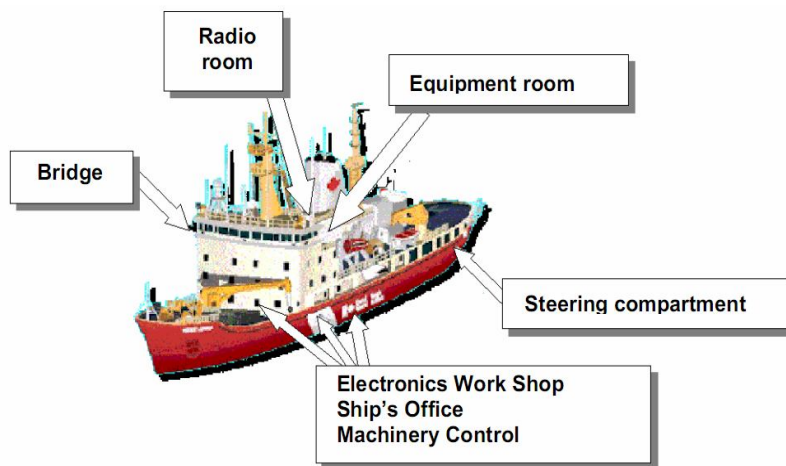 Radio
room
Equipment room
Bridge
Steering compartment
Electronics Work Shop
Ship's Office
Machinery Control